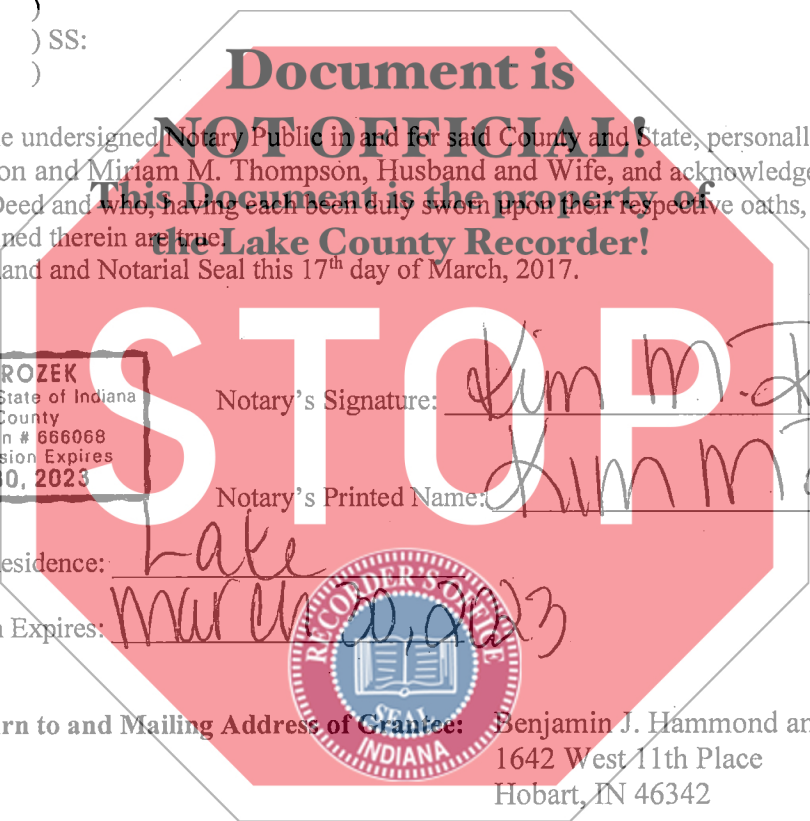 )
) SS:
)
Document is
NOT OFFICIAL!
This Document is the property of
the Lake County Recorder!
e undersigned Notary Public in and for said County and State, personall
on and Miriam M. Thompson, Husband and Wife, and acknowledge
Deed and who, having each been duly sworn upon their respective oaths,
ned therein are true.
and and Notarial Seal this 17th day of March, 2017.
STOP
ROZEK
State of Indiana
County
n # 666068
sion Expires
30, 2023
Notary's Signature: Kim M.
Notary's Printed Name: Kim M
esidence: Lake
n Expires: March 30, 2023
RECORDER'S OFFICE
SEAL
INDIANA
rn to and Mailing Address of Grantee: Benjamin J. Hammond an
1642 West 11th Place
Hobart, IN 46342